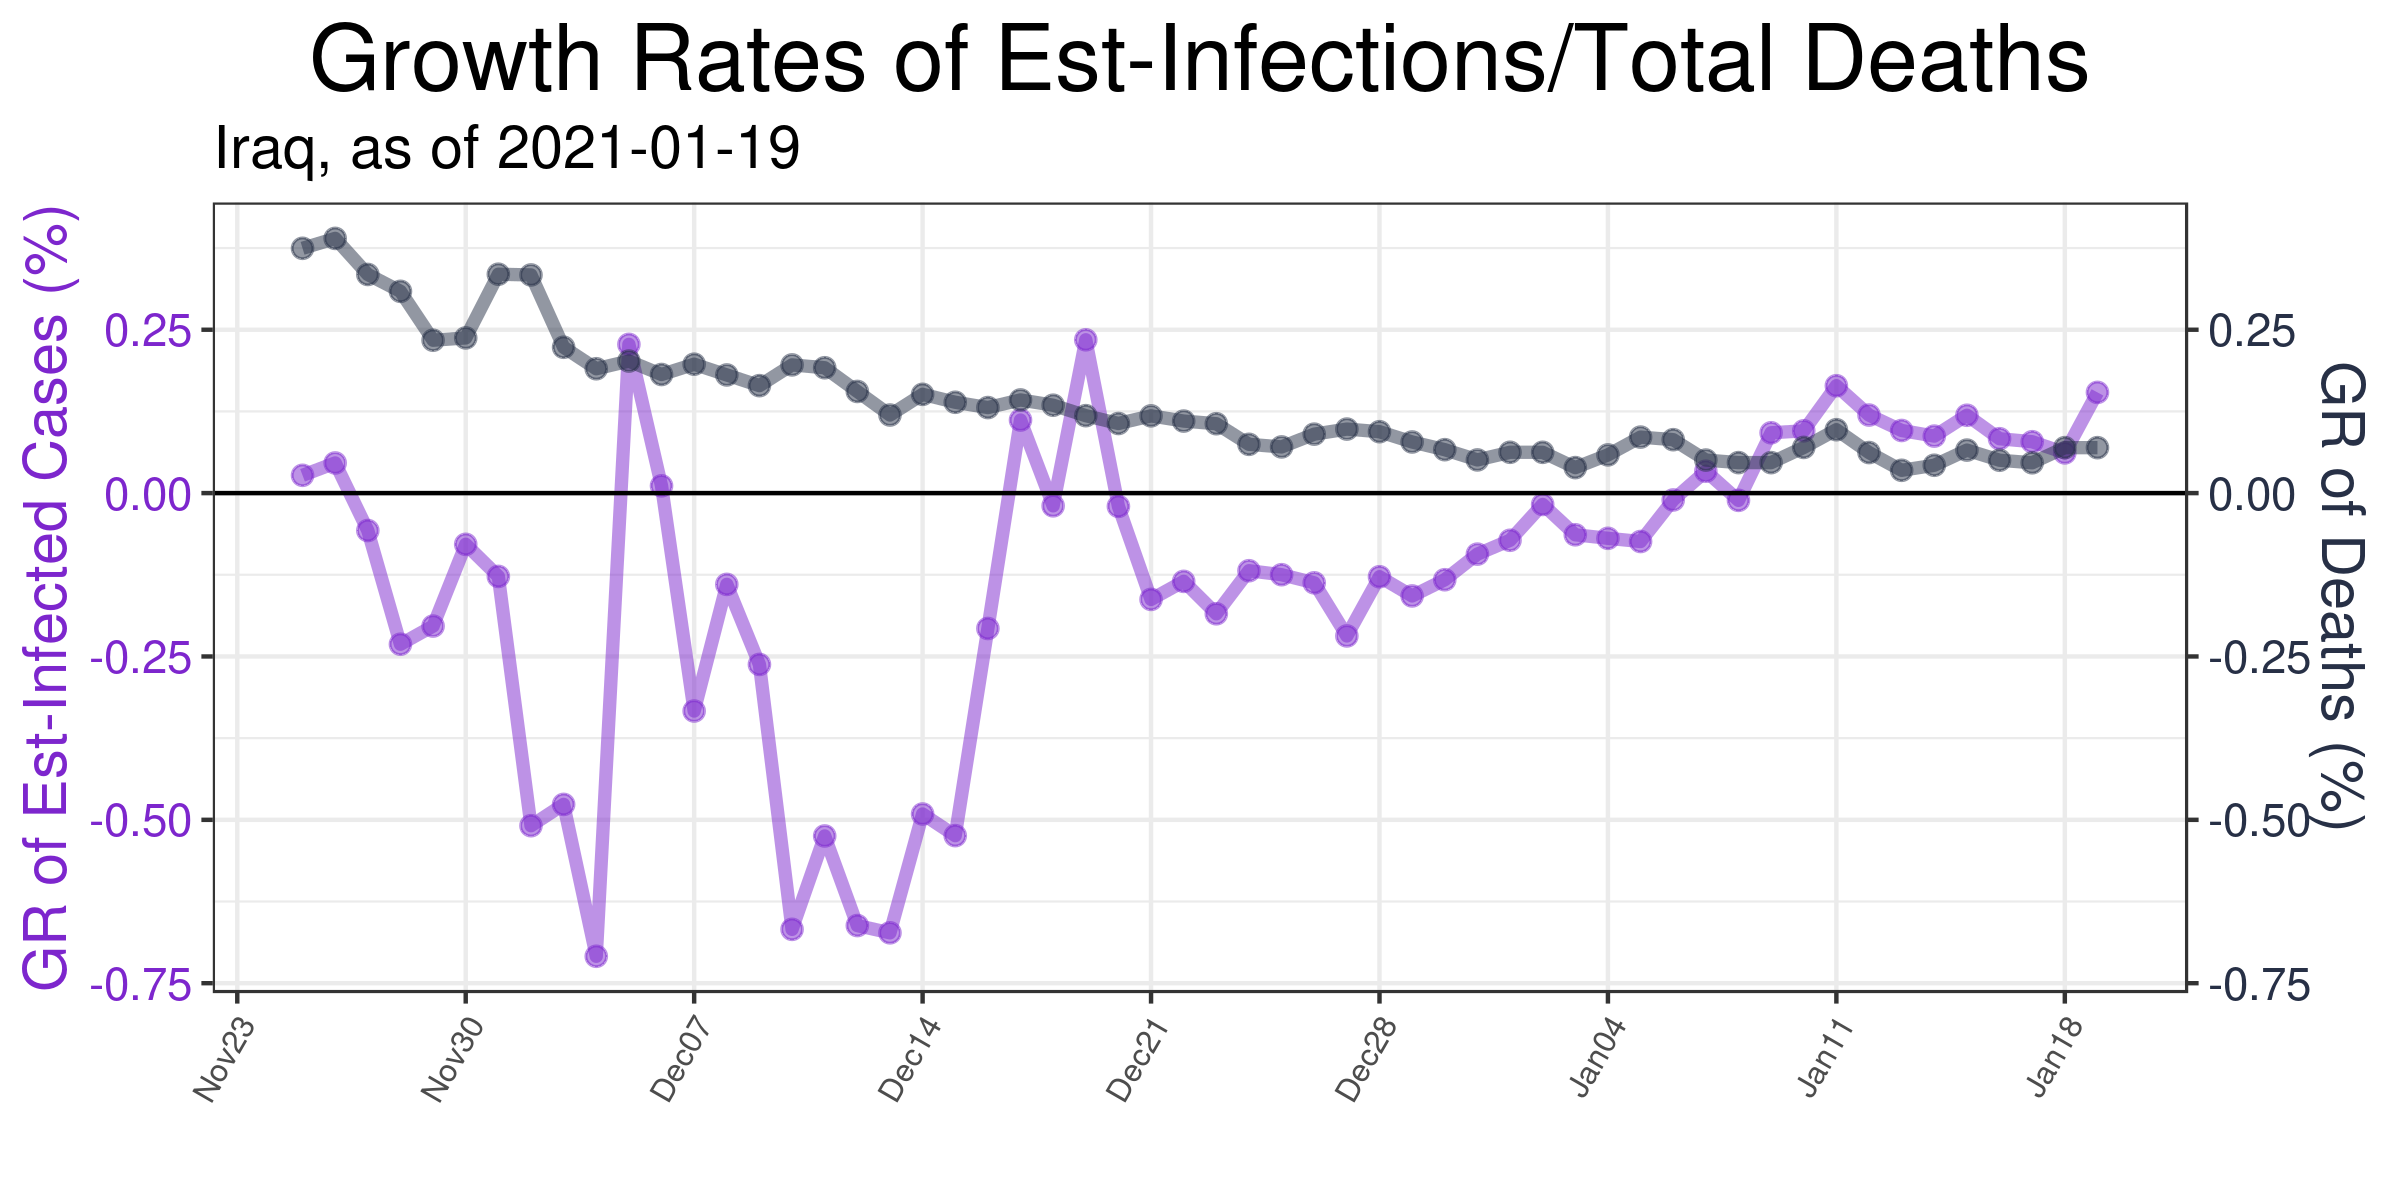 Growth Rates of Est-Infections/Total Deaths
Iraq, as of 2021-01-19
GR of Est-Infected Cases (%)
0.25
0.00
-0.25
-0.50
-0.75
0.25
0.00
-0.25
-0.50
-0.75
GR of Deaths (%)
Nov23
Nov30
Dec07
Dec14
Dec21
Dec28
Jan04
Jan11
Jan18